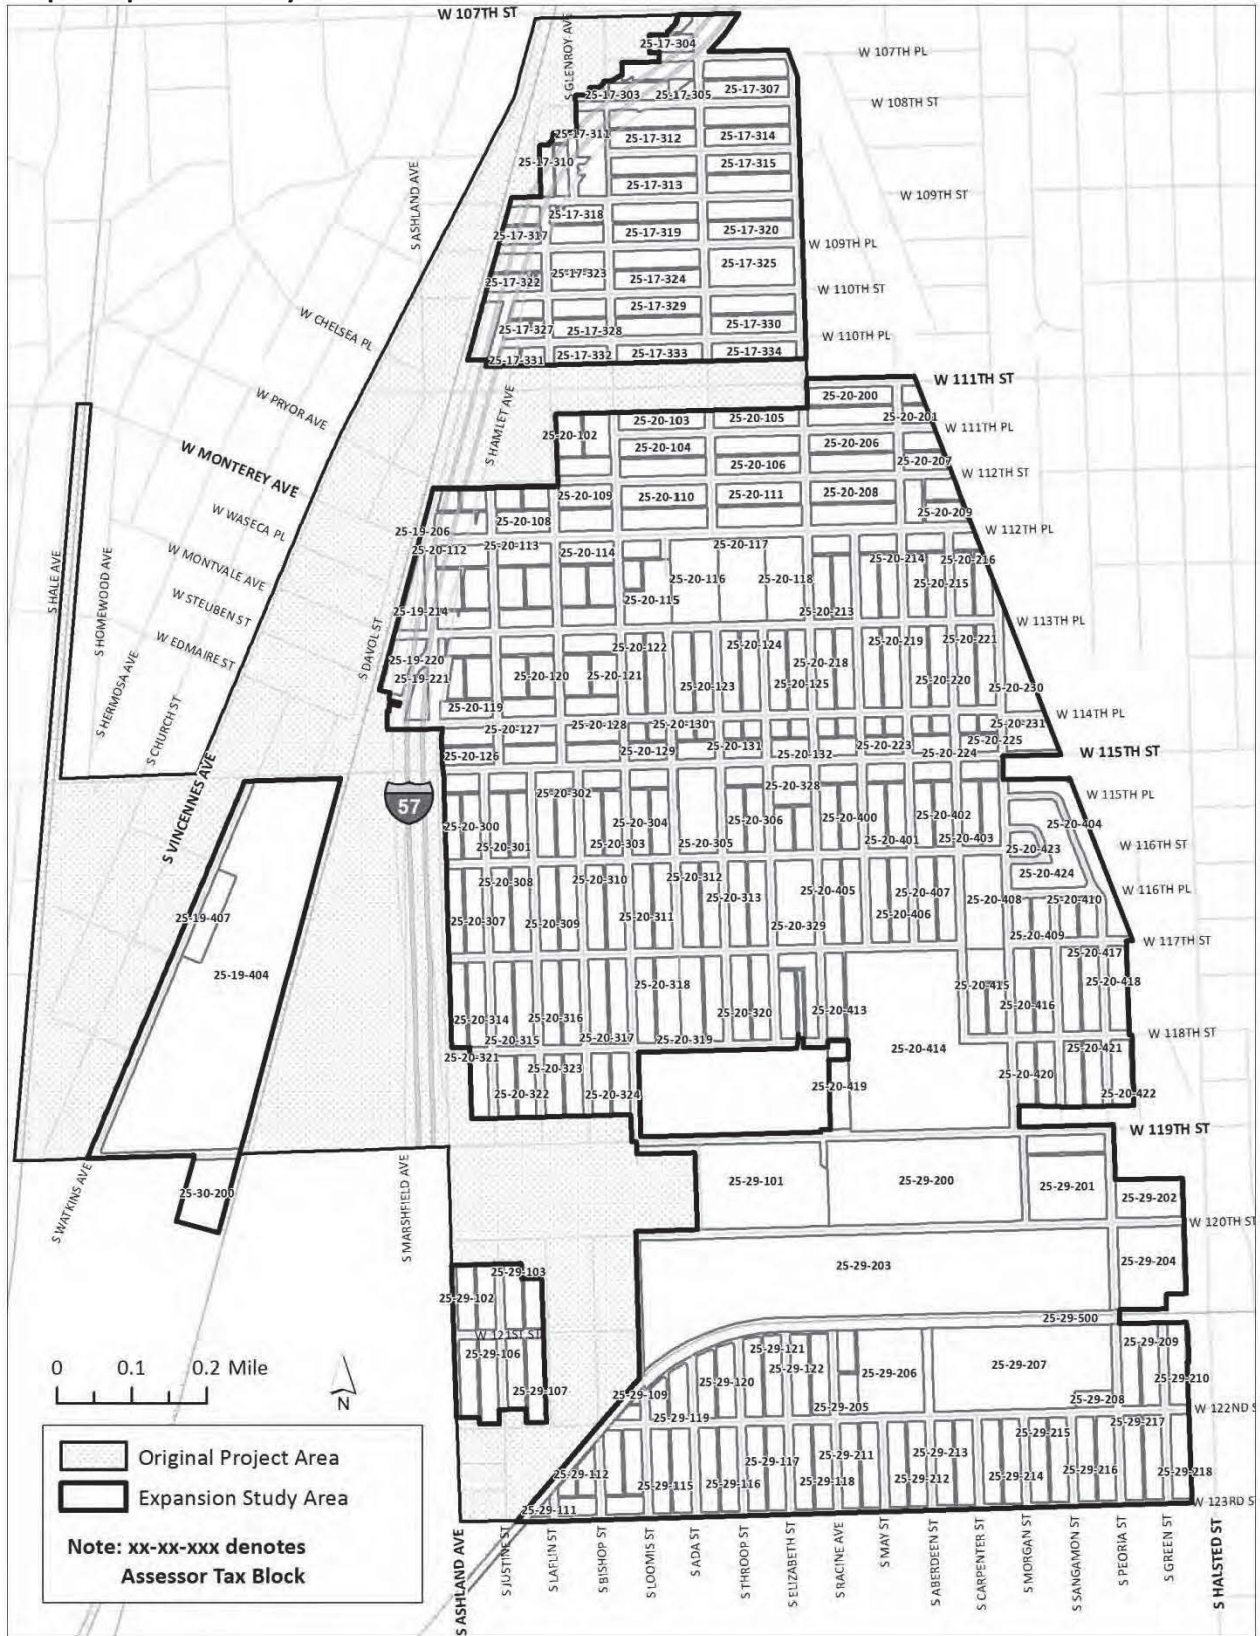 W 107TH ST
S GLENROY AVE
25-17-304
W 107TH PL
25-17-303
25-17-305
25-17-307
W 108TH ST
25-17-311
25-17-312
25-17-314
25-17-310
25-17-315
25-17-313
S ASHLAND AVE
W 109TH ST
25-17-318
25-17-317
25-17-319
25-17-320
W 109TH PL
25-17-325
25-17-322
25-17-323
25-17-324
W 110TH ST
25-17-329
W CHELSEA PL
25-17-327
25-17-328
25-17-330
W 110TH PL
25-17-331
25-17-332
25-17-333
25-17-334
W 111TH ST
W PRYOR AVE
S HAMLET AVE
25-20-200
25-20-201
25-20-103
25-20-105
W 111TH PL
25-20-102
25-20-104
25-20-206
25-20-106
25-20-207
W MONTEREY AVE
W 112TH ST
25-20-109
25-20-110
25-20-111
25-20-208
W WASECA PL
25-20-108
25-20-209
25-19-206
W 112TH PL
25-20-112
25-20-113
25-20-114
25-20-117
25-20-214
25-20-216
W MONTVALE AVE
S HALE AVE
S HOMEWOOD AVE
25-20-116
25-20-118
25-20-215
W STEUBEN ST
25-20-115
25-19-214
25-20-213
W 113TH PL
W EDMAIRE ST
S DAVOL ST
S HERMOSA AVE
S CHURCH ST
25-20-122
25-20-124
25-20-219
25-20-221
25-19-220
25-19-221
25-20-120
25-20-121
25-20-218
25-20-123
25-20-125
25-20-220
25-20-230
25-20-119
W 114TH PL
25-20-127
25-20-128
25-20-130
25-20-231
25-20-126
25-20-129
25-20-131
25-20-132
25-20-223
25-20-224
25-20-225
W 115TH ST
S VINCENNES AVE
57
25-20-302
25-20-328
W 115TH PL
25-20-300
25-20-304
25-20-306
25-20-400
25-20-402
25-20-404
25-20-301
25-20-303
25-20-305
25-20-401
25-20-403
25-20-423
W 116TH ST
25-20-424
25-20-308
25-20-310
25-20-312
25-20-313
25-20-405
25-20-407
25-20-408
25-20-410
W 116TH PL
25-19-407
25-20-307
25-20-309
25-20-311
25-20-329
25-20-406
25-20-409
W 117TH ST
25-20-417
25-19-404
25-20-318
25-20-415
25-20-418
25-20-314
25-20-316
25-20-320
25-20-413
25-20-416
25-20-315
25-20-317
25-20-319
W 118TH ST
25-20-321
25-20-323
25-20-414
25-20-421
25-20-322
25-20-324
25-20-419
25-20-420
25-20-422
W 119TH ST
S WATKINS AVE
S MARSHFIELD AVE
25-30-200
25-29-101
25-29-200
25-29-201
25-29-202
W 120TH ST
25-29-103
25-29-203
25-29-204
25-29-102
25-29-500
W 121ST ST
25-29-106
25-29-121
25-29-209
25-29-122
25-29-206
25-29-207
25-29-107
25-29-120
25-29-210
25-29-109
25-29-119
25-29-205
25-29-208
W 122ND S
25-29-217
25-29-215
25-29-112
25-29-117
25-29-211
25-29-213
25-29-115
25-29-116
25-29-118
25-29-212
25-29-214
25-29-216
25-29-218
25-29-111
W 123RD S
0 0.1 0.2 Mile
N
Original Project Area
Expansion Study Area
Note: xx-xx-xxx denotes
Assessor Tax Block
S ASHLAND AVE
S JUSTINE ST
S LAFLIN ST
S BISHOP ST
S LOOMIS ST
S ADA ST
S THROOP ST
S ELIZABETH ST
S RACINE AVE
S MAY ST
S ABERDEEN ST
S CARPENTER ST
S MORGAN ST
S SANGAMON ST
S PEORIA ST
S GREEN ST
S HALSTED ST